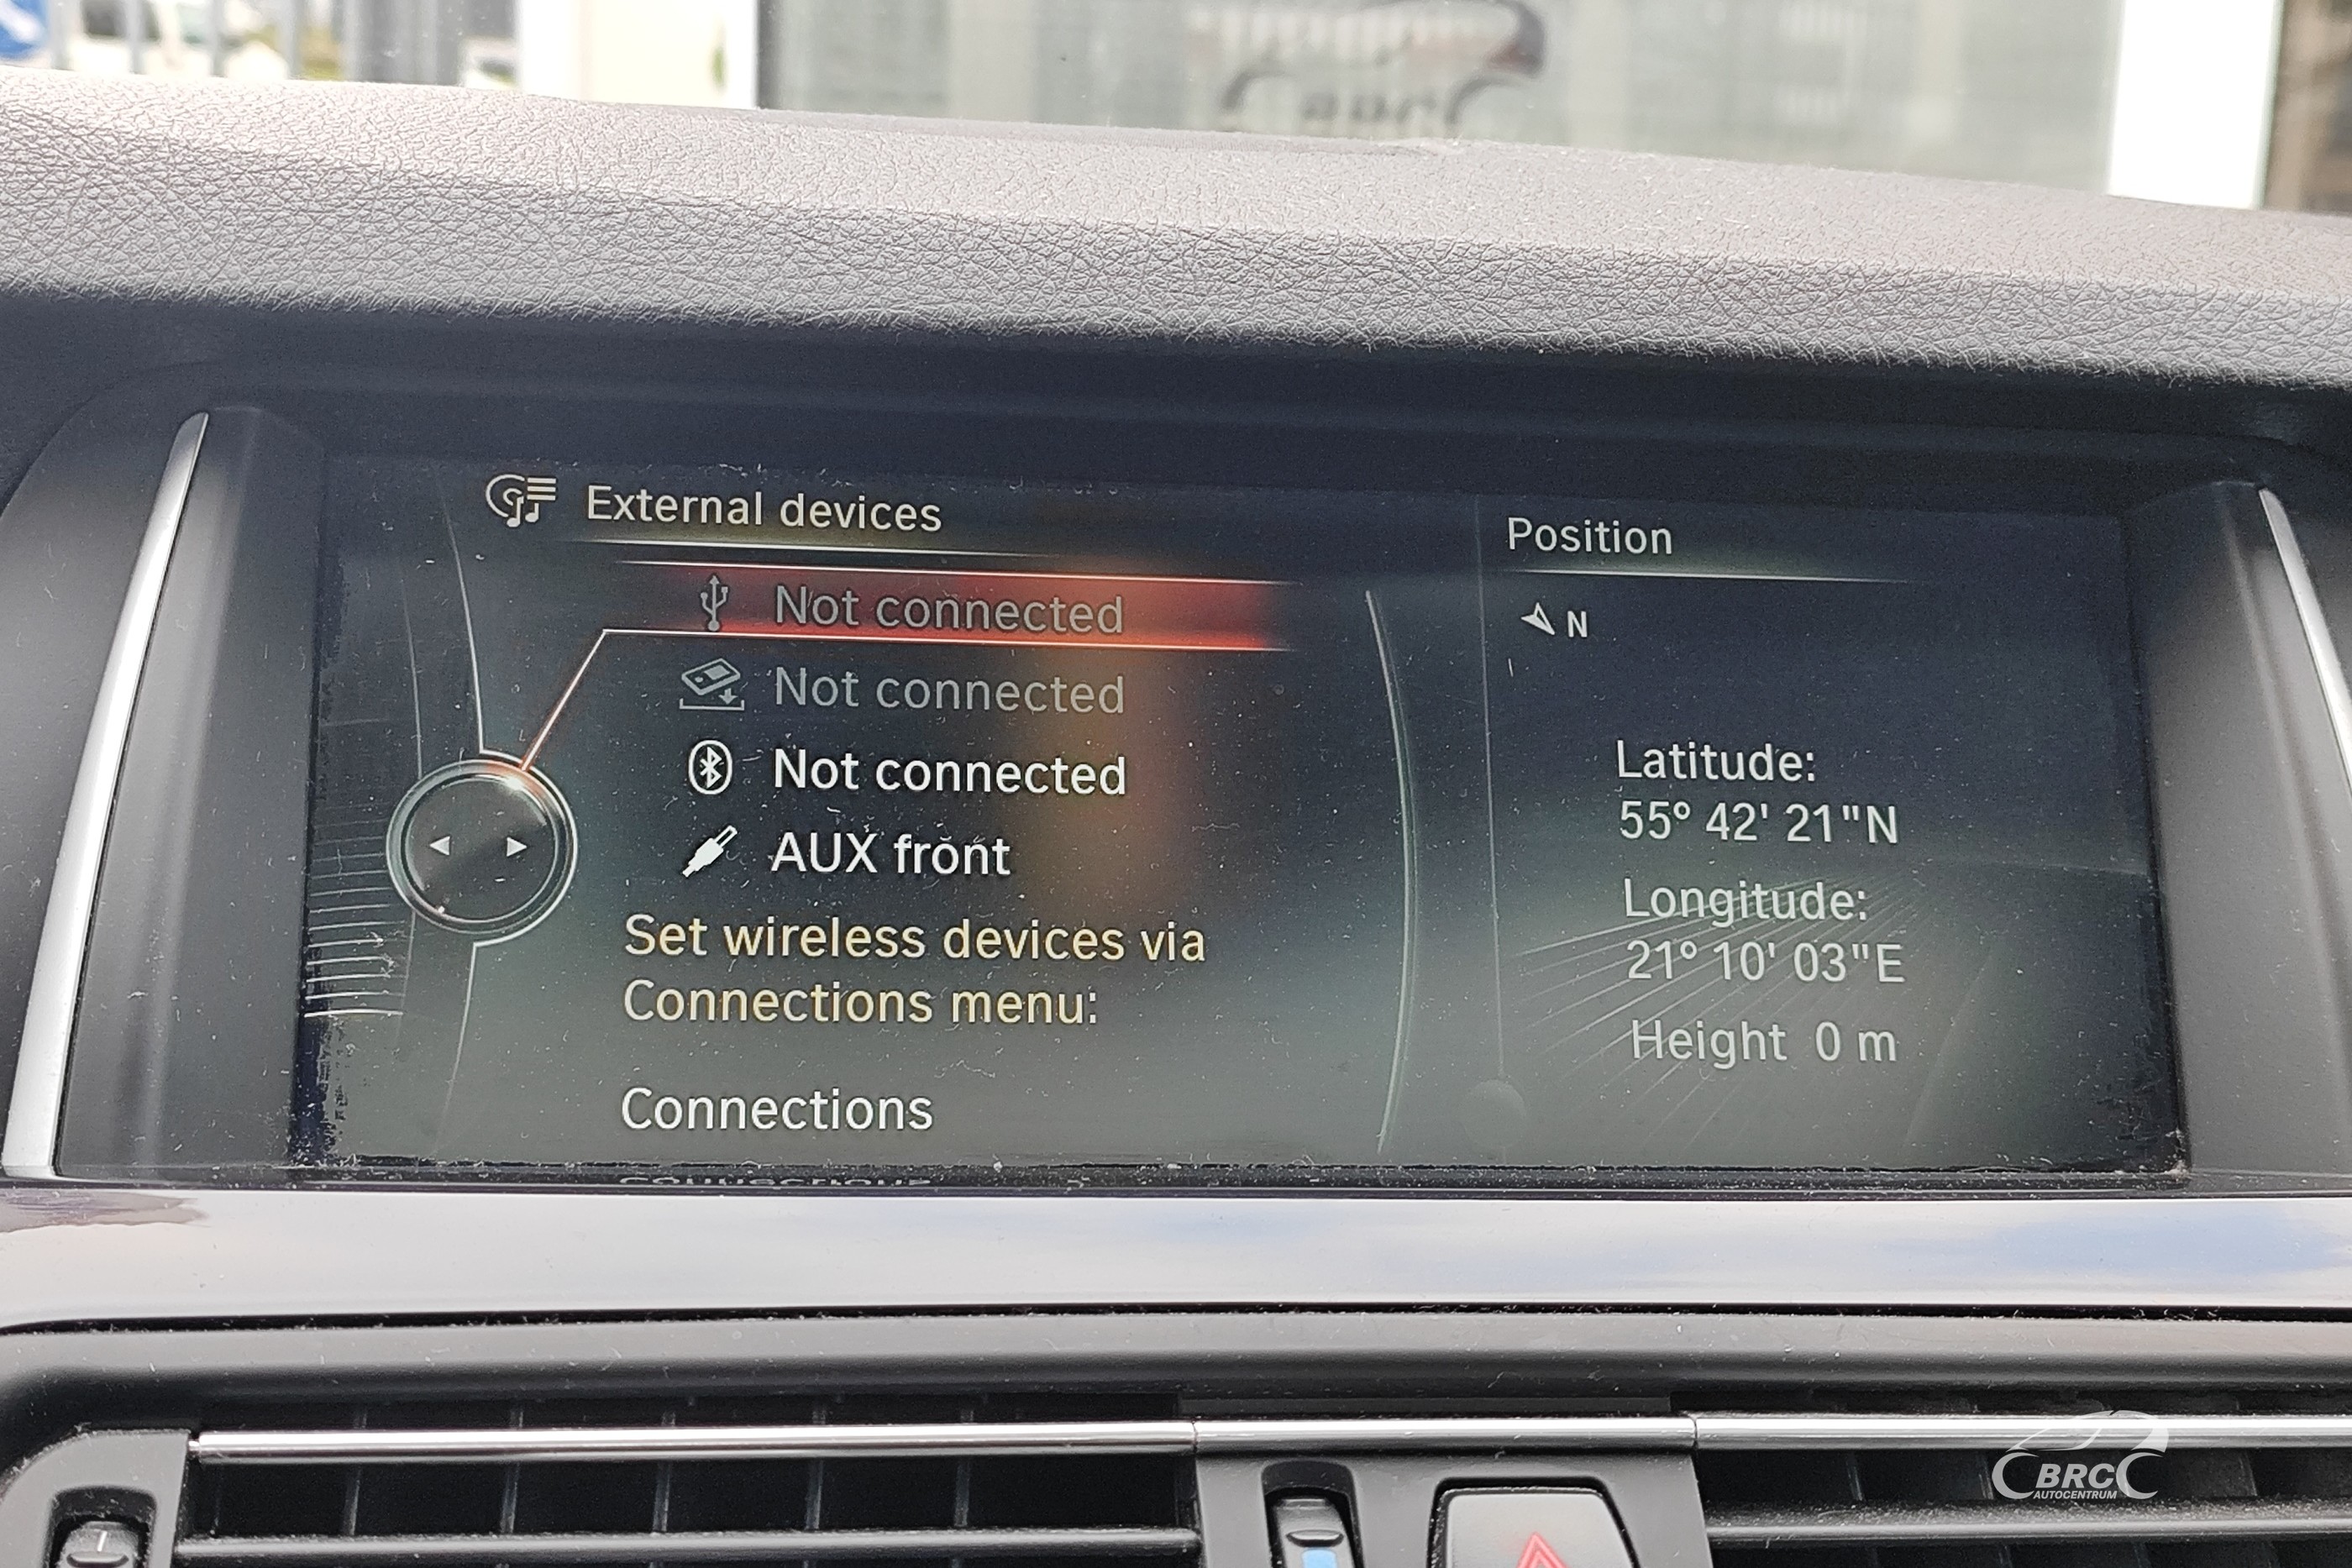 External devices
Not connected
Not connected
Not connected
AUX front
Set wireless devices via
Connections menu:
Connections
Position
N
Latitude:
55° 42' 21"N
Longitude:
21° 10' 03"E
Height 0 m
BRC
AUTOCENTRUM